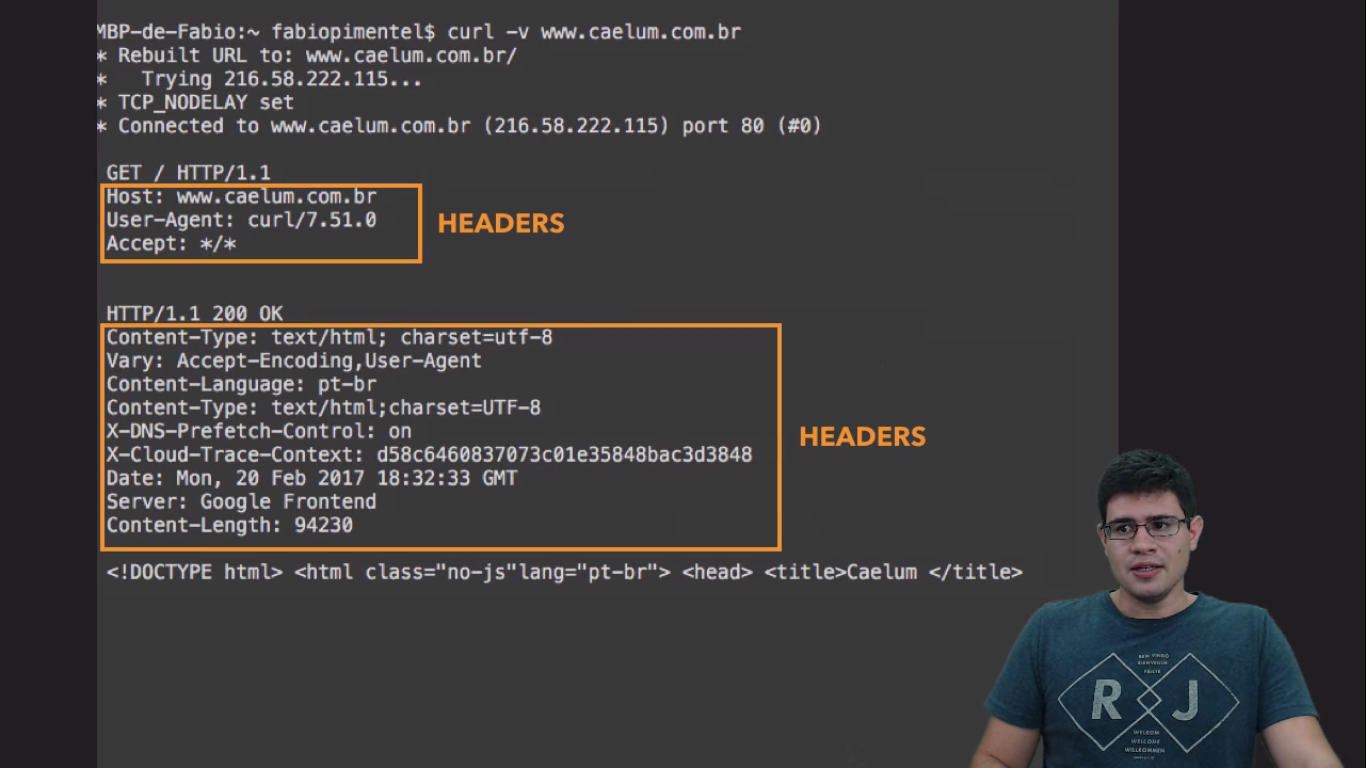 MBP-de-Fabio:~ fabiopimentel$ curl -v www.caelum.com.br
* Rebuilt URL to: www.caelum.com.br/
*   Trying 216.58.222.115...
* TCP_NODELAY set
* Connected to www.caelum.com.br (216.58.222.115) port 80 (#0)
GET / HTTP/1.1
Host: www.caelum.com.br
User-Agent: curl/7.51.0
Accept: */*
HEADERS
HTTP/1.1 200 OK
Content-Type: text/html; charset=utf-8
Vary: Accept-Encoding,User-Agent
Content-Language: pt-br
Content-Type: text/html;charset=UTF-8
X-DNS-Prefetch-Control: on
X-Cloud-Trace-Context: d58c6460837073c01e35848bac3d3848
Date: Mon, 20 Feb 2017 18:32:33 GMT
Server: Google Frontend
Content-Length: 94230
HEADERS
<!DOCTYPE html> <html class="no-js"lang="pt-br"> <head> <title>Caelum </title>
BEM VINDO
BIENVENUE
R J
WELKOM
WELCOME
WILLKOMMEN